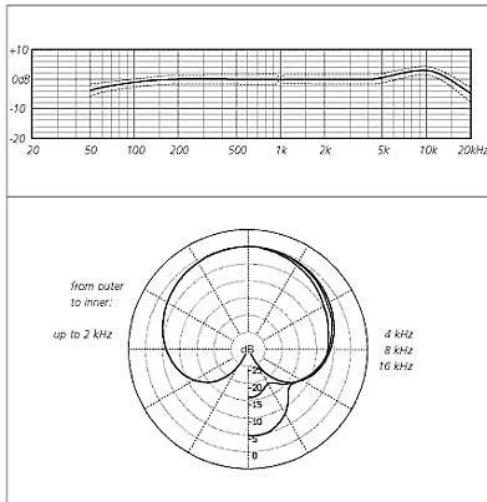 +10
0dB
-10
-20
20 50 100 200 500 1k 2k 5k 10k 20kHz
from outer
to inner:
up to 2 kHz
4 kHz
8 kHz
16 kHz
dB
-25
-20
-15
-10
-5
0